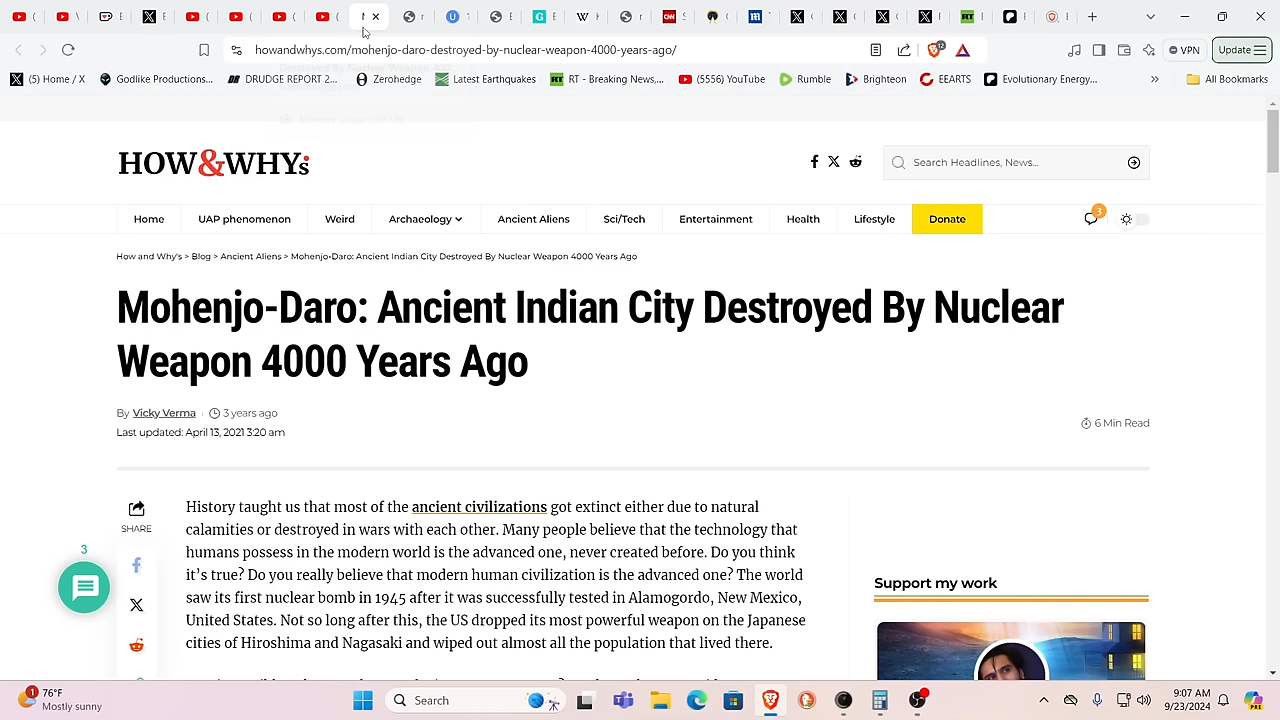 howandwhys.com/mohenjo-daro-destroyed-by-nuclear-weapon-4000-years-ago/
VPN
Update
(5) Home / X
Godlike Productions...
DRUDGE REPORT 2...
Zerohedge
Latest Earthquakes
RT - Breaking News,...
(5556) YouTube
Rumble
Brighteon
EEARTS
Evolutionary Energy...
All Bookmarks
HOW&WHYs
Search Headlines, News...
Home
UAP phenomenon
Weird
Archaeology
Ancient Aliens
Sci/Tech
Entertainment
Health
Lifestyle
Donate
3
How and Why's > Blog > Ancient Aliens > Mohenjo-Daro: Ancient Indian City Destroyed By Nuclear Weapon 4000 Years Ago
Mohenjo-Daro: Ancient Indian City Destroyed By Nuclear
Weapon 4000 Years Ago
By Vicky Verma
3 years ago
Last updated: April 13, 2021 3:20 am
6 Min Read
SHARE
3
History taught us that most of the ancient civilizations got extinct either due to natural
calamities or destroyed in wars with each other. Many people believe that the technology that
humans possess in the modern world is the advanced one, never created before. Do you think
it's true? Do you really believe that modern human civilization is the advanced one? The world
saw its first nuclear bomb in 1945 after it was successfully tested in Alamogordo, New Mexico,
United States. Not so long after this, the US dropped its most powerful weapon on the Japanese
cities of Hiroshima and Nagasaki and wiped out almost all the population that lived there.
Support my work
1
76°F
Mostly sunny
Search
9:07 AM
9/23/2024